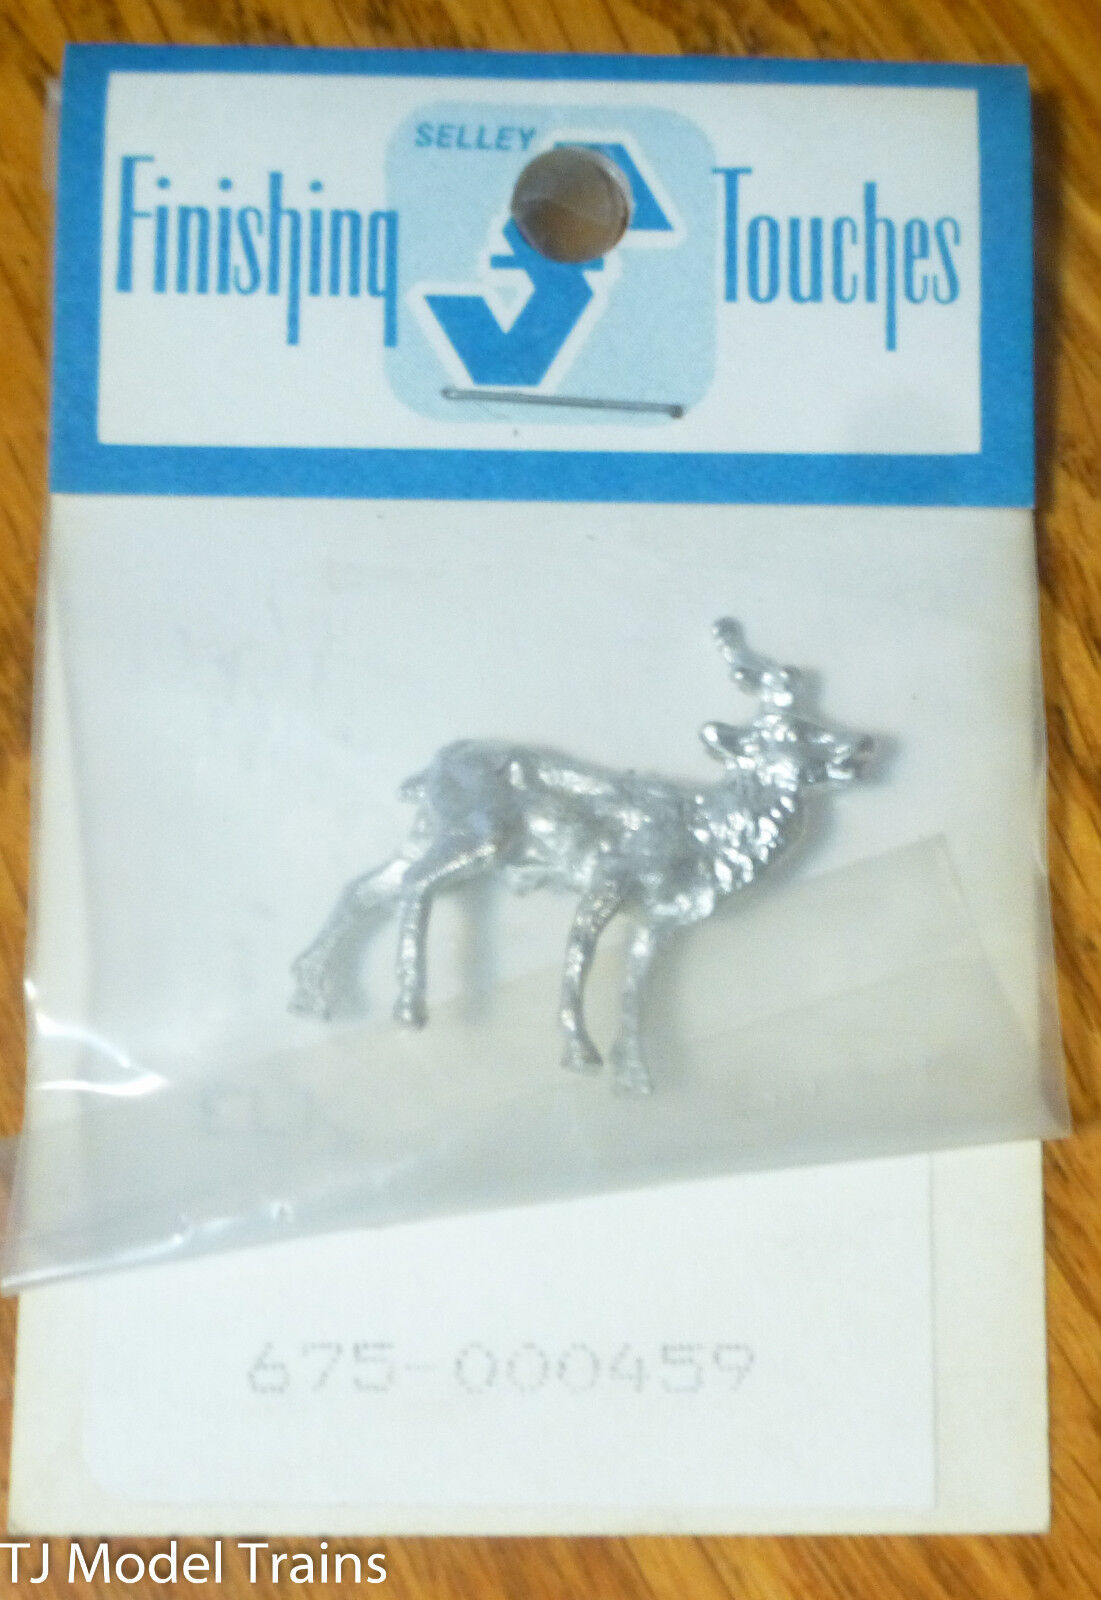 SELLEY
Finishing Touches
675-000459
TJ Model Trains